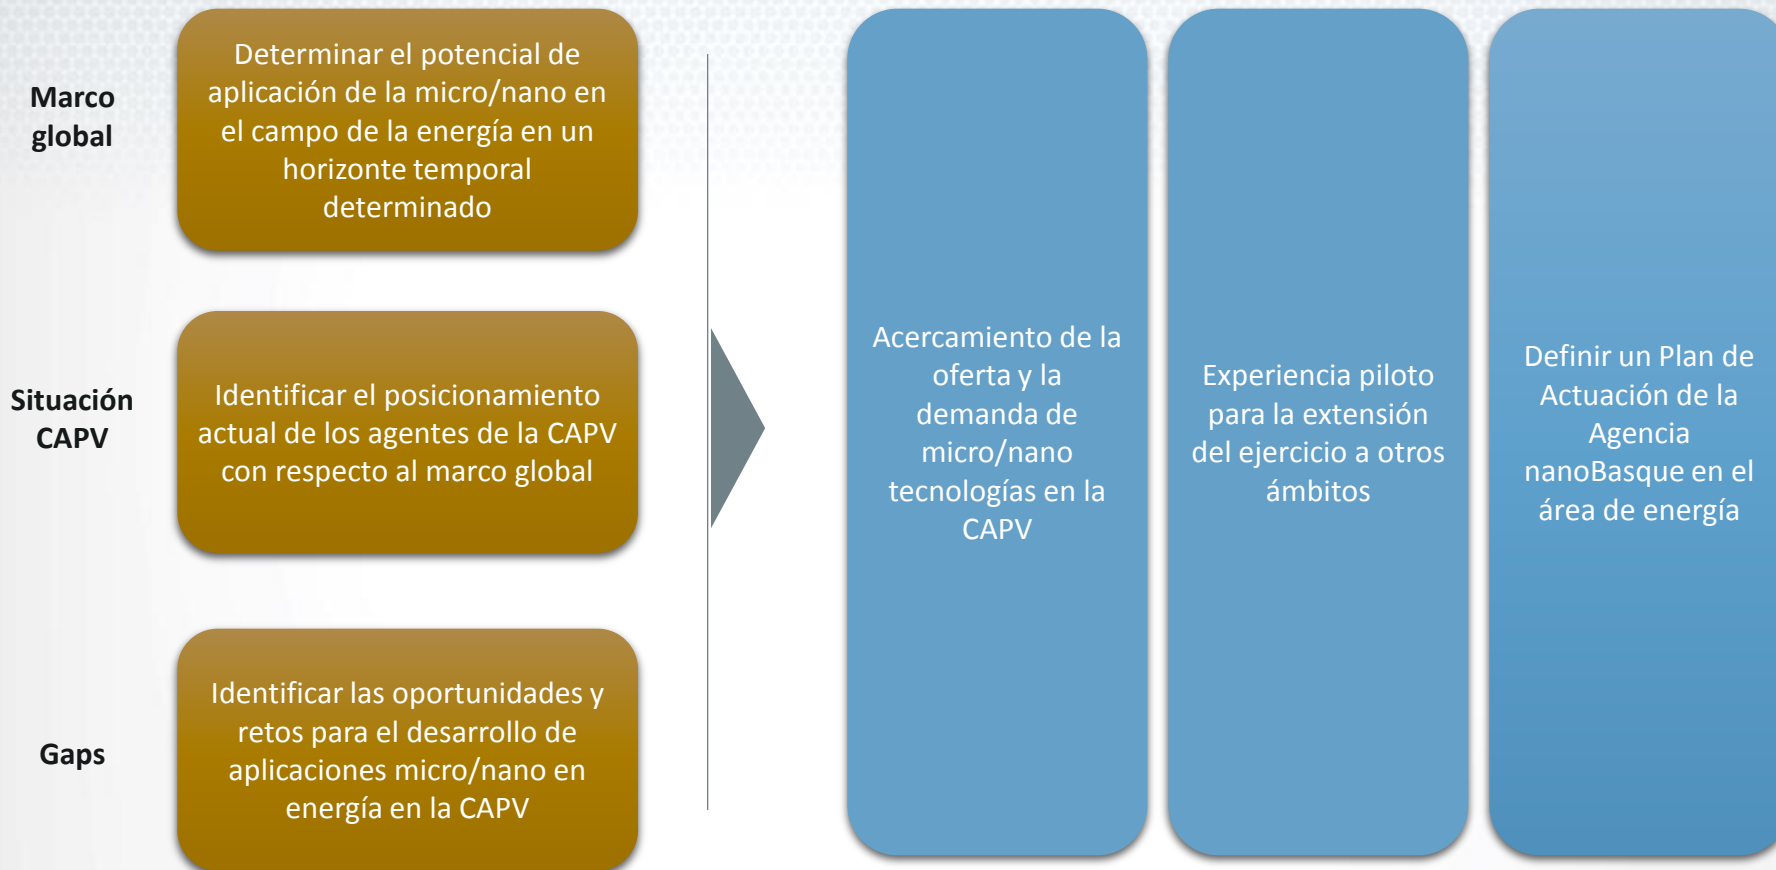 Marco
global
Determinar el potencial de
aplicación de la micro/nano en
el campo de la energía en un
horizonte temporal
determinado
Situación
CAPV
Identificar el posicionamiento
actual de los agentes de la CAPV
con respecto al marco global
Gaps
Identificar las oportunidades y
retos para el desarrollo de
aplicaciones micro/nano en
energía en la CAPV
Acercamiento de la
oferta y la
demanda de
micro/nano
tecnologías en la
CAPV
Experiencia piloto
para la extensión
del ejercicio a otros
ámbitos
Definir un Plan de
Actuación de la
Agencia
nanoBasque en el
área de energía